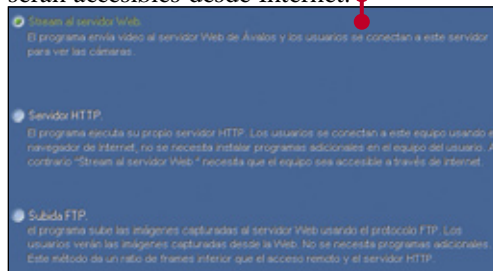 serán accesibles desde Internet.
Stream al servidor Web.
El programa envía video al servidor Web de Ávalos y los usuarios se conectan a este servidor
para ver las cámaras.
Servidor HTTP.
El programa ejecuta su propio servidor HTTP. Los usuarios se conectan a este equipo usando e
navegador de Internet, no se necesita instalar programas adicionales en el equipo del usuario. A
contrario "Stream al servidor Web " necesita que el equipo sea accesible a través de internet.
Subida FTP.
el programa sube las imágenes capturadas al servidor Web usando el protocolo FTP. Los
usuarios verán las imágenes capturadas desde la Web. No se necesita programas adicionales.
Este método da un ratio de frames inferior que el acceso remoto y el servidor HTTP.